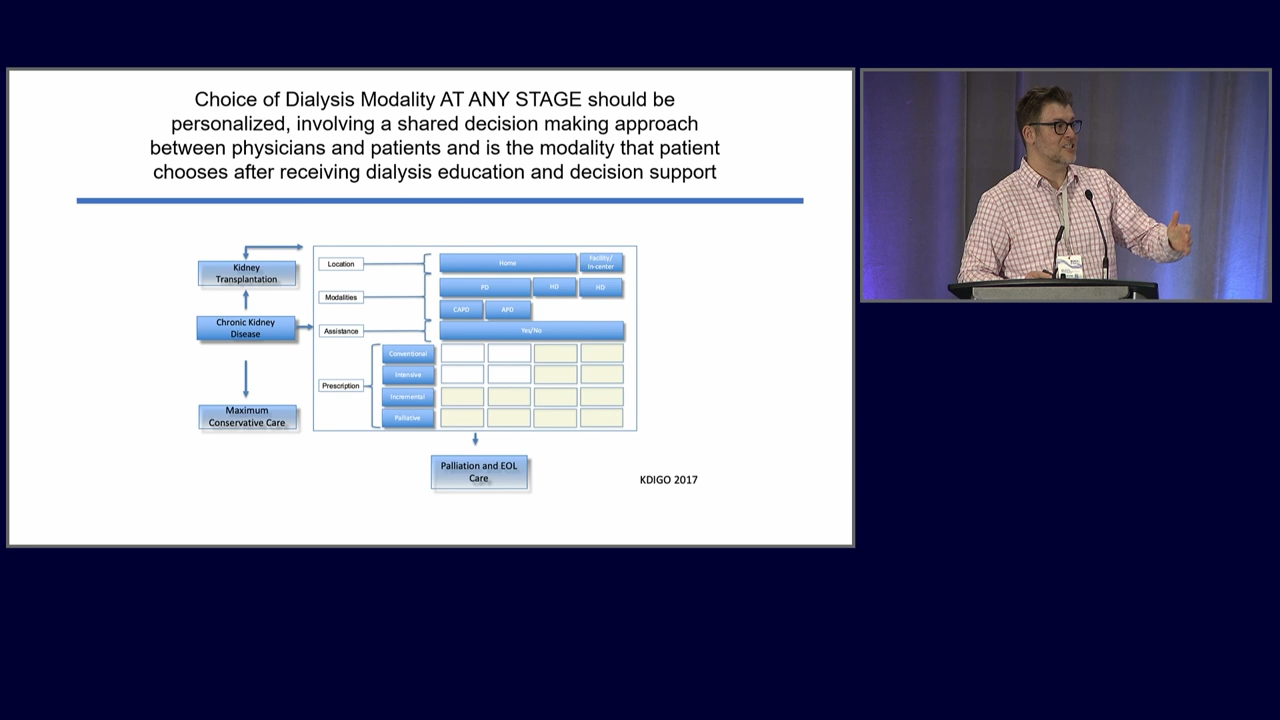 Choice of Dialysis Modality AT ANY STAGE should be
personalized, involving a shared decision making approach
between physicians and patients and is the modality that patient
chooses after receiving dialysis education and decision support
Kidney
Transplantation
Chronic Kidney
Disease
Maximum
Conservative Care
Location
Home
Facility/
In-center
Modalities
PD
HD
HD
CAPD
APD
Assistance
Yes/No
Prescription
Conventional
Intensive
Incremental
Palliative
Palliation and EOL
Care
KDIGO 2017